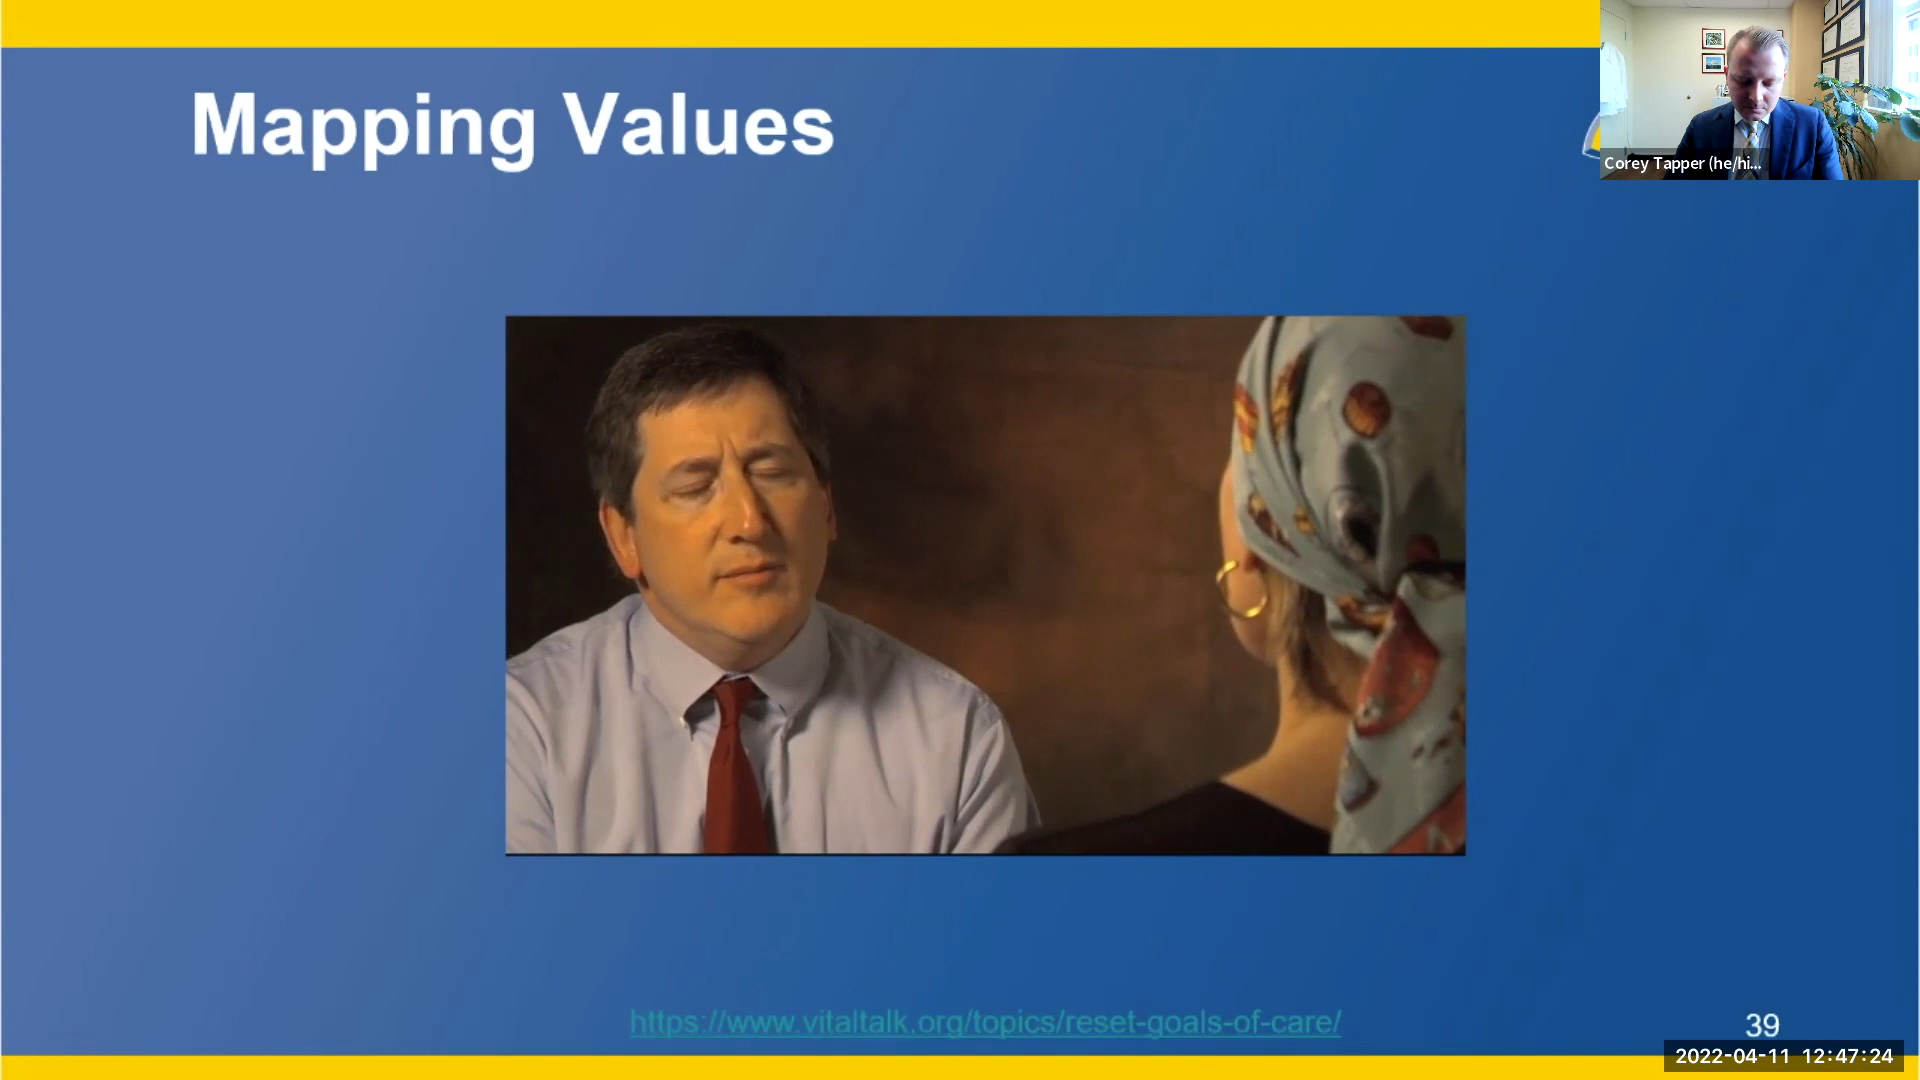 Mapping Values
Corey Tapper (he/hi...
https://www.vitaltalk.org/topics/reset-goals-of-care/
39
2022-04-11 12:47:24